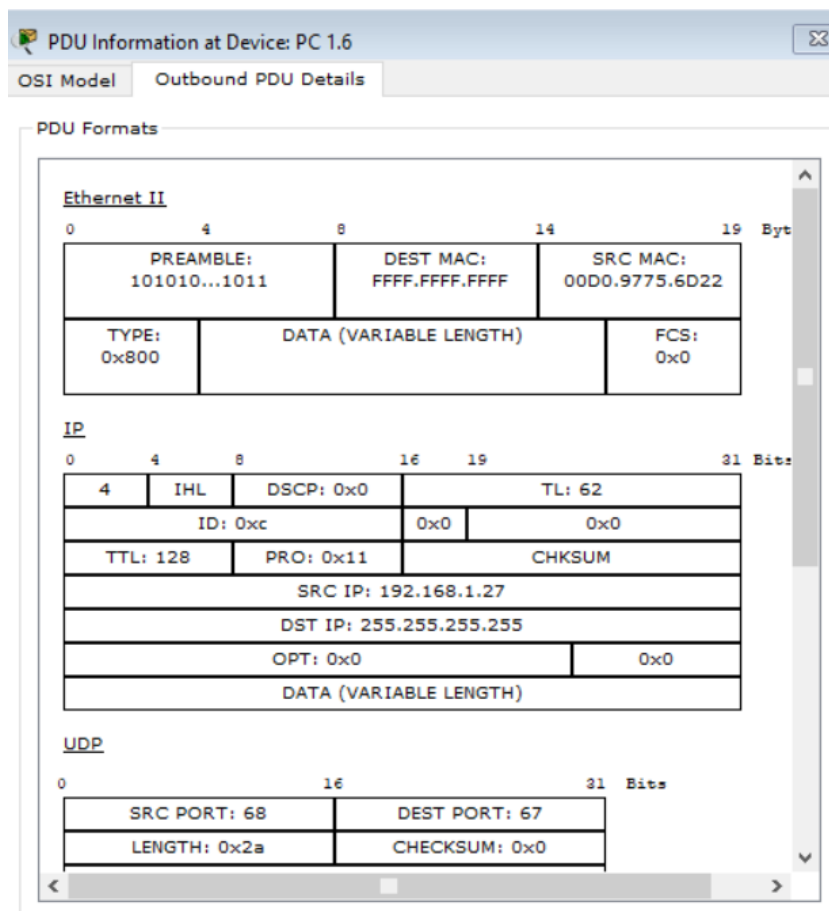 PDU Information at Device: PC 1.6
OSI Model Outbound PDU Details
PDU Formats
Ethernet II
0 4 8 14 19 Byt
PREAMBLE: DEST MAC: SRC MAC:
101010...1011 FFFF.FFFF.FFFF 00D0.9775.6D22
TYPE: DATA (VARIABLE LENGTH) FCS:
0x800 0x0
IP
0 4 8 16 19 31 Bits
4 IHL DSCP: 0x0 TL: 62
ID: 0xc 0x0 0x0
TTL: 128 PRO: 0x11 CHKSUM
SRC IP: 192.168.1.27
DST IP: 255.255.255.255
OPT: 0x0 0x0
DATA (VARIABLE LENGTH)
UDP
0 16 31 Bits
SRC PORT: 68 DEST PORT: 67
LENGTH: 0x2a CHECKSUM: 0x0